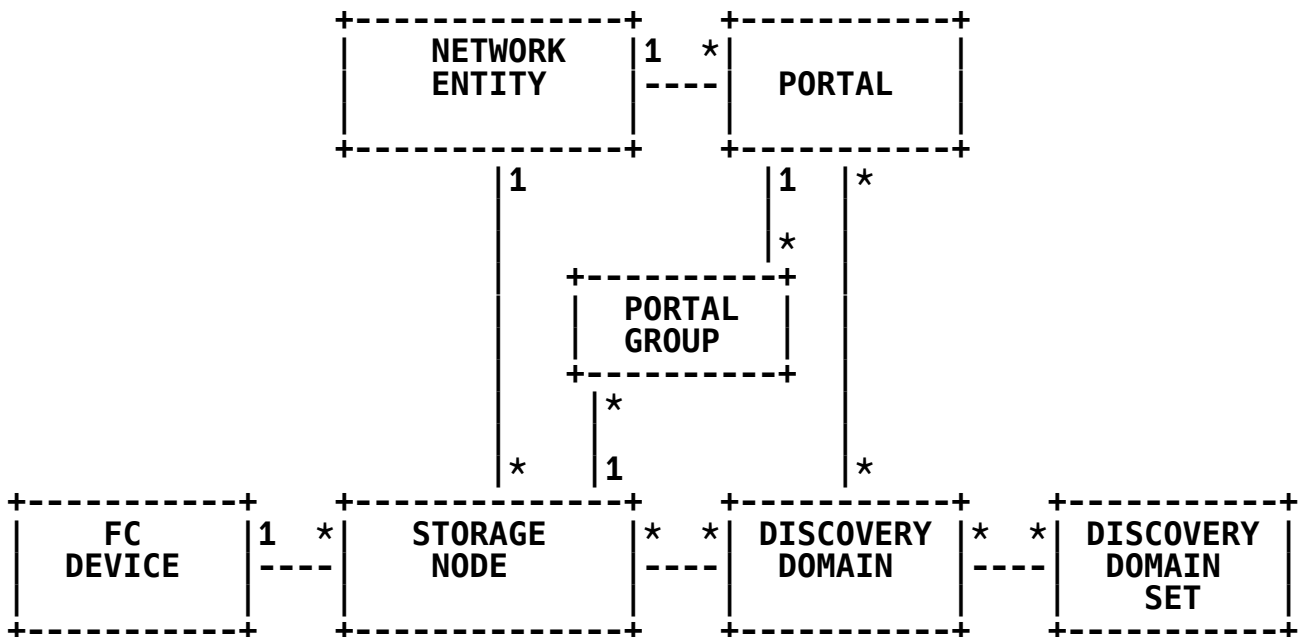 +--------------+ +-----------+
| NETWORK |1 *| |
| ENTITY |----| PORTAL |
| | | |
+--------------+ +-----------+
|1 |1 |*
| | |
| |* |
| +----------+ |
| | PORTAL | |
| | GROUP | |
| +----------+ |
| |* |
| | |
|* |1 |*
+-----------+ +--------------+ +-----------+ +-----------+
| FC |1 *| STORAGE |* *| DISCOVERY |* *| DISCOVERY |
| DEVICE |----| NODE |----| DOMAIN |----| DOMAIN |
| | | | | | | SET |
+-----------+ +--------------+ +-----------+ +-----------+